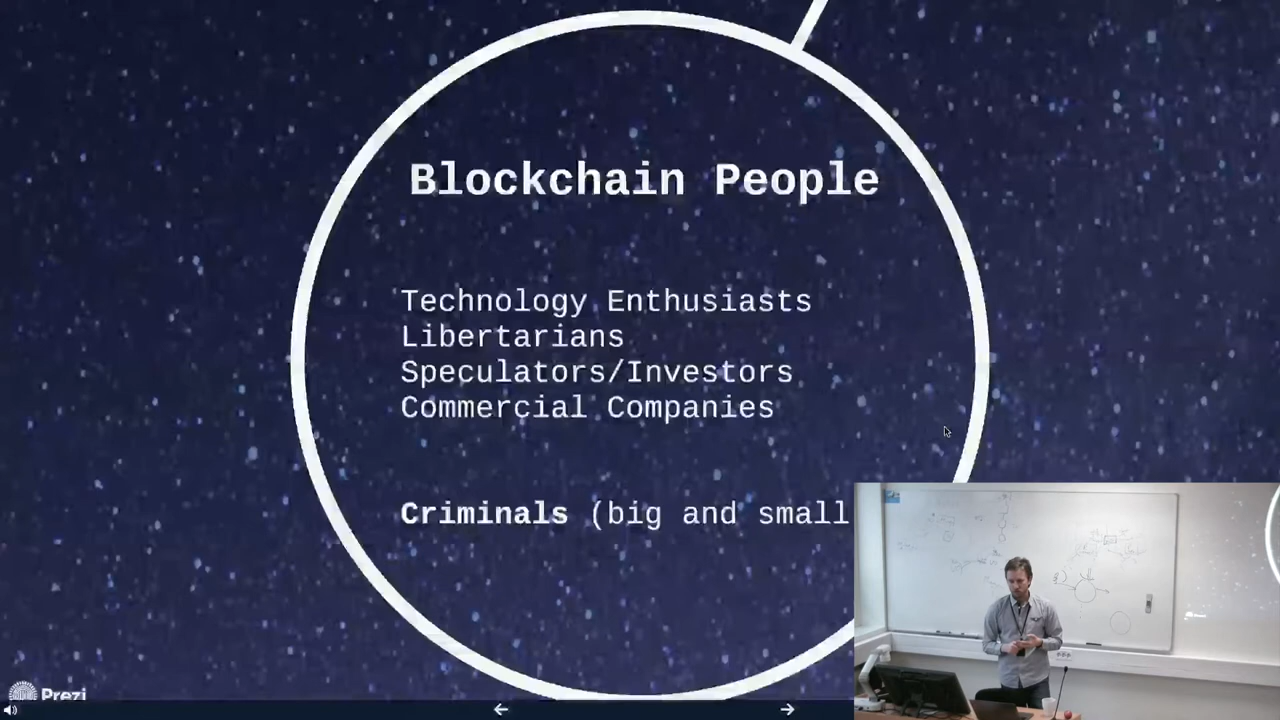 Blockchain People
Technology Enthusiasts
Libertarians
Speculators/Investors
Commercial Companies
Criminals (big and small
Prezi